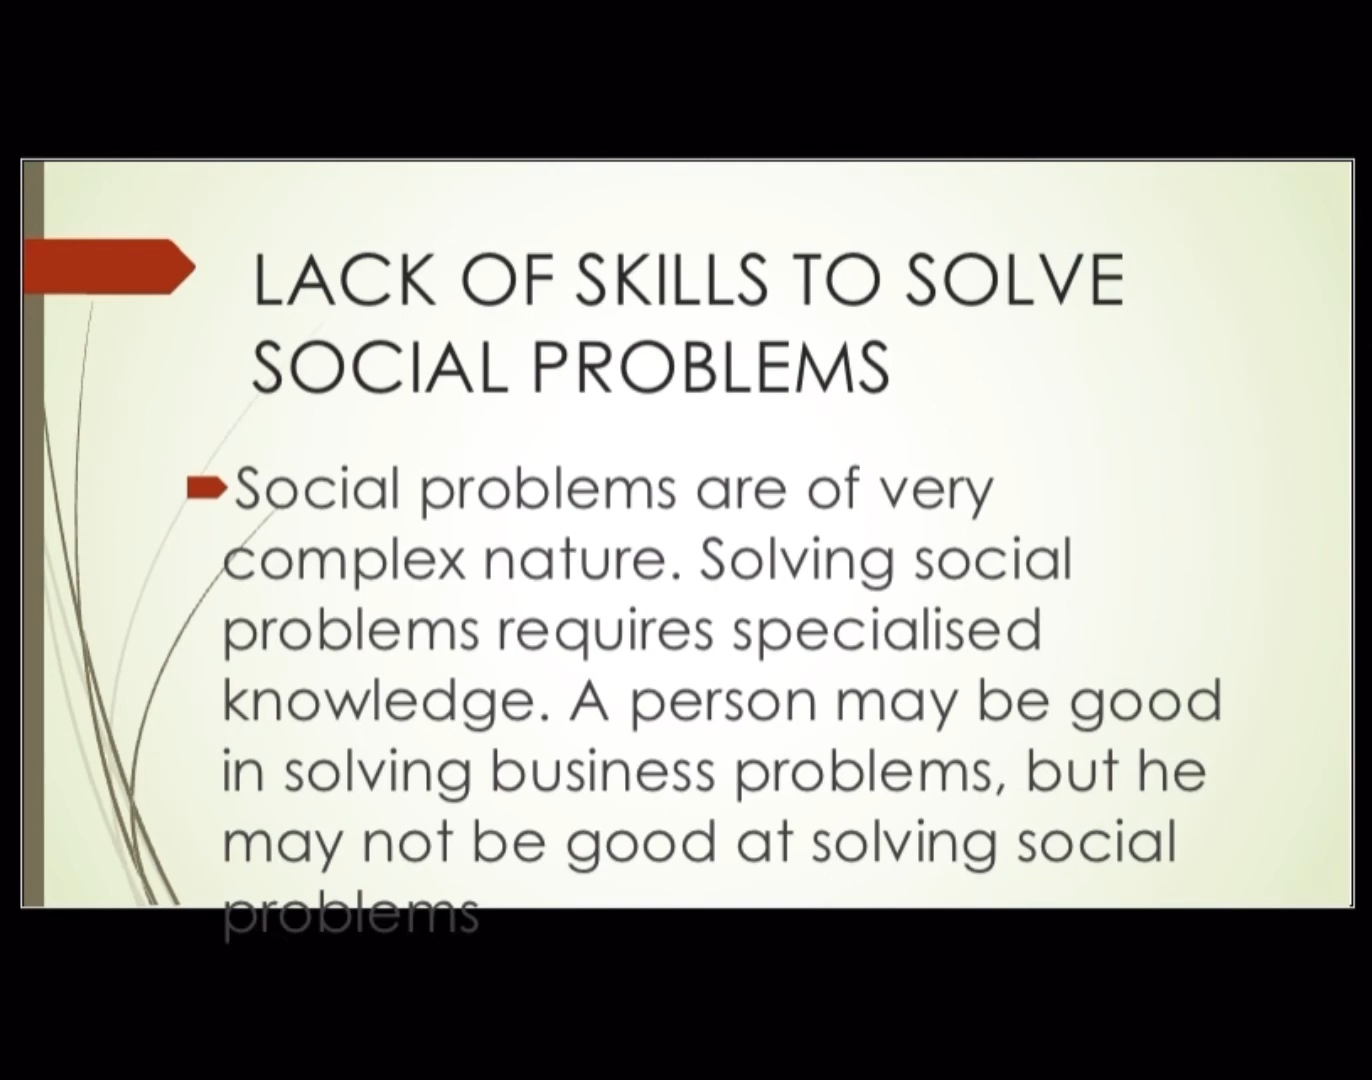 LACK OF SKILLS TO SOLVE
SOCIAL PROBLEMS
Social problems are of very
complex nature. Solving social
problems requires specialised
knowledge. A person may be good
in solving business problems, but he
may not be good at solving social
problems